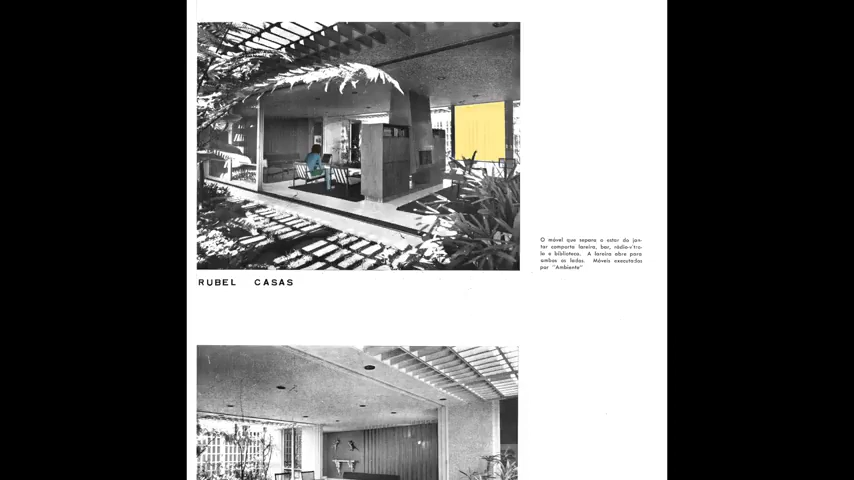 O móvel que separa o estar do jan-
tar comporta lareira, bar, rádio-vitro-
la e biblioteca. A lareira abre para
ambos os lados. Móveis executados
por "Ambiente"
RUBEL CASAS